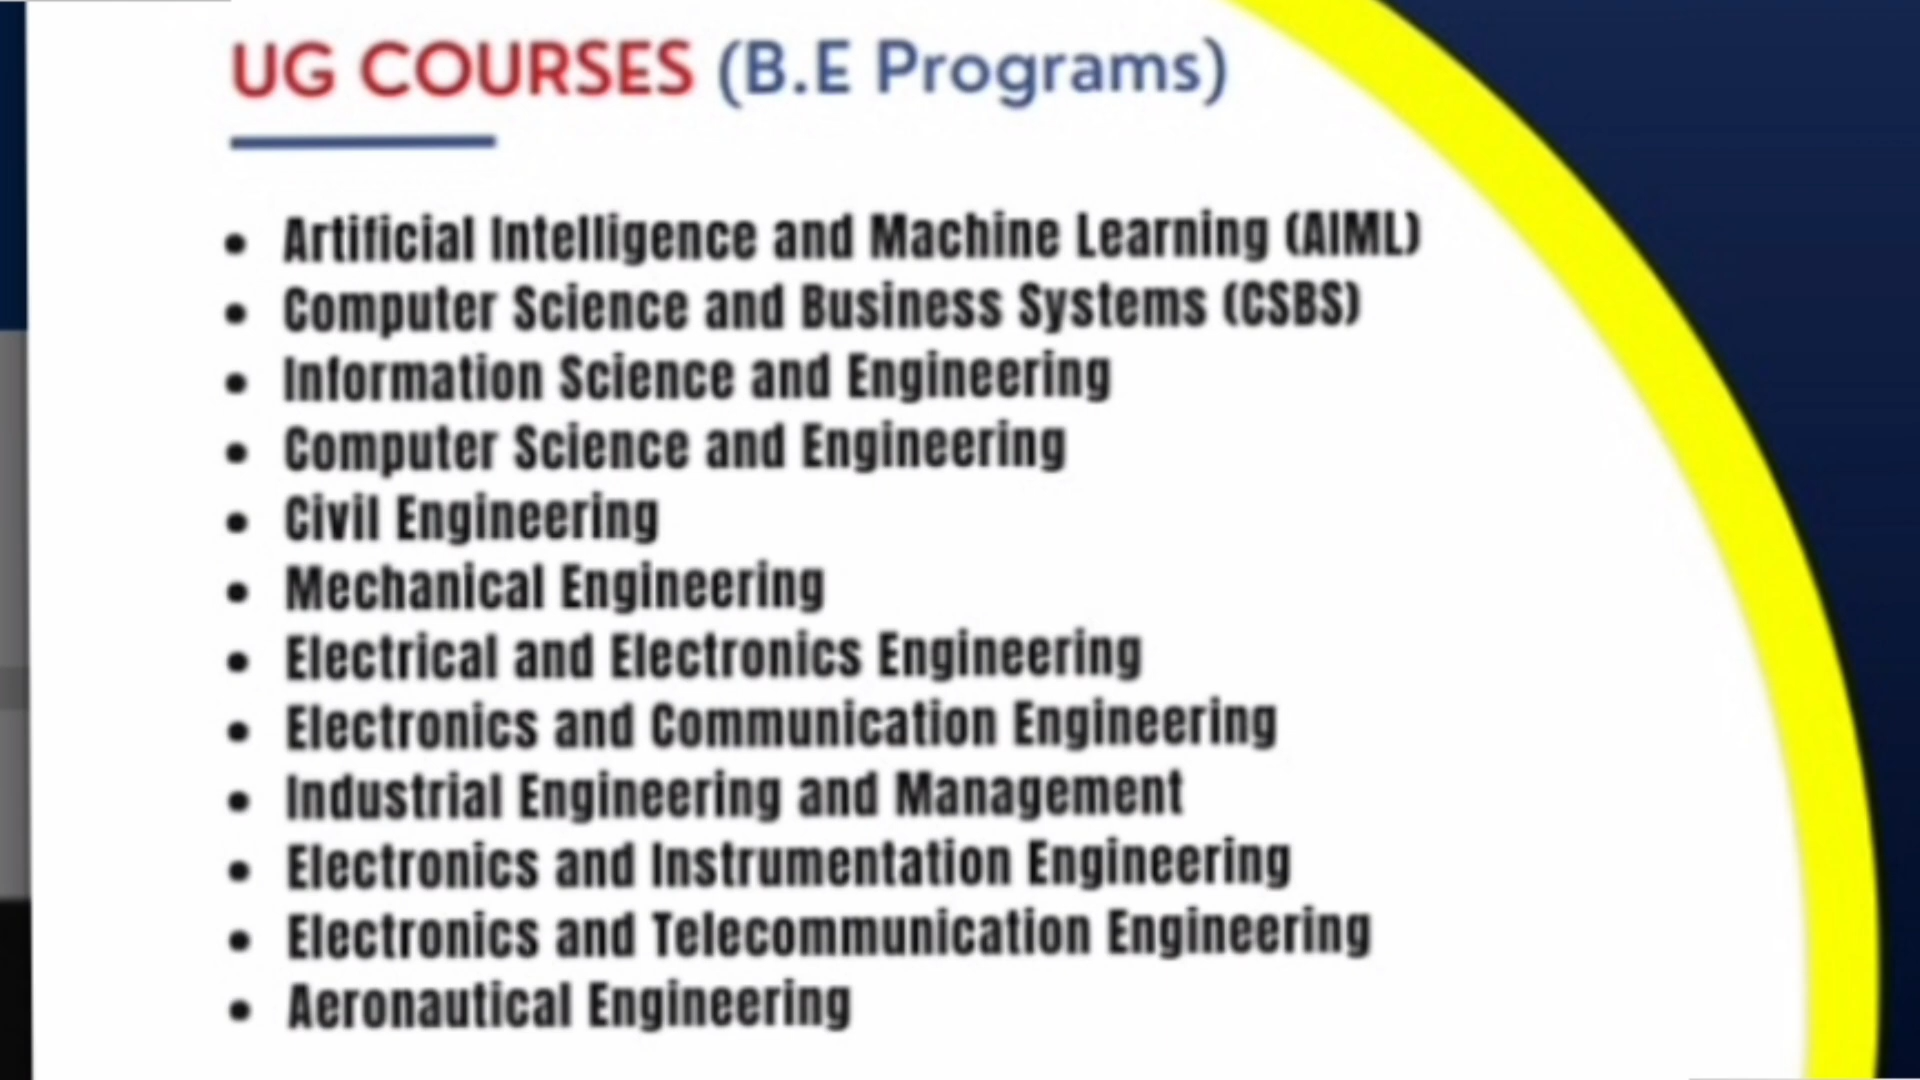 UG COURSES (B.E Programs)
• Artificial Intelligence and Machine Learning (AIML)
• Computer Science and Business Systems (CSBS)
• Information Science and Engineering
• Computer Science and Engineering
• Civil Engineering
• Mechanical Engineering
• Electrical and Electronics Engineering
• Electronics and Communication Engineering
• Industrial Engineering and Management
• Electronics and Instrumentation Engineering
• Electronics and Telecommunication Engineering
• Aeronautical Engineering